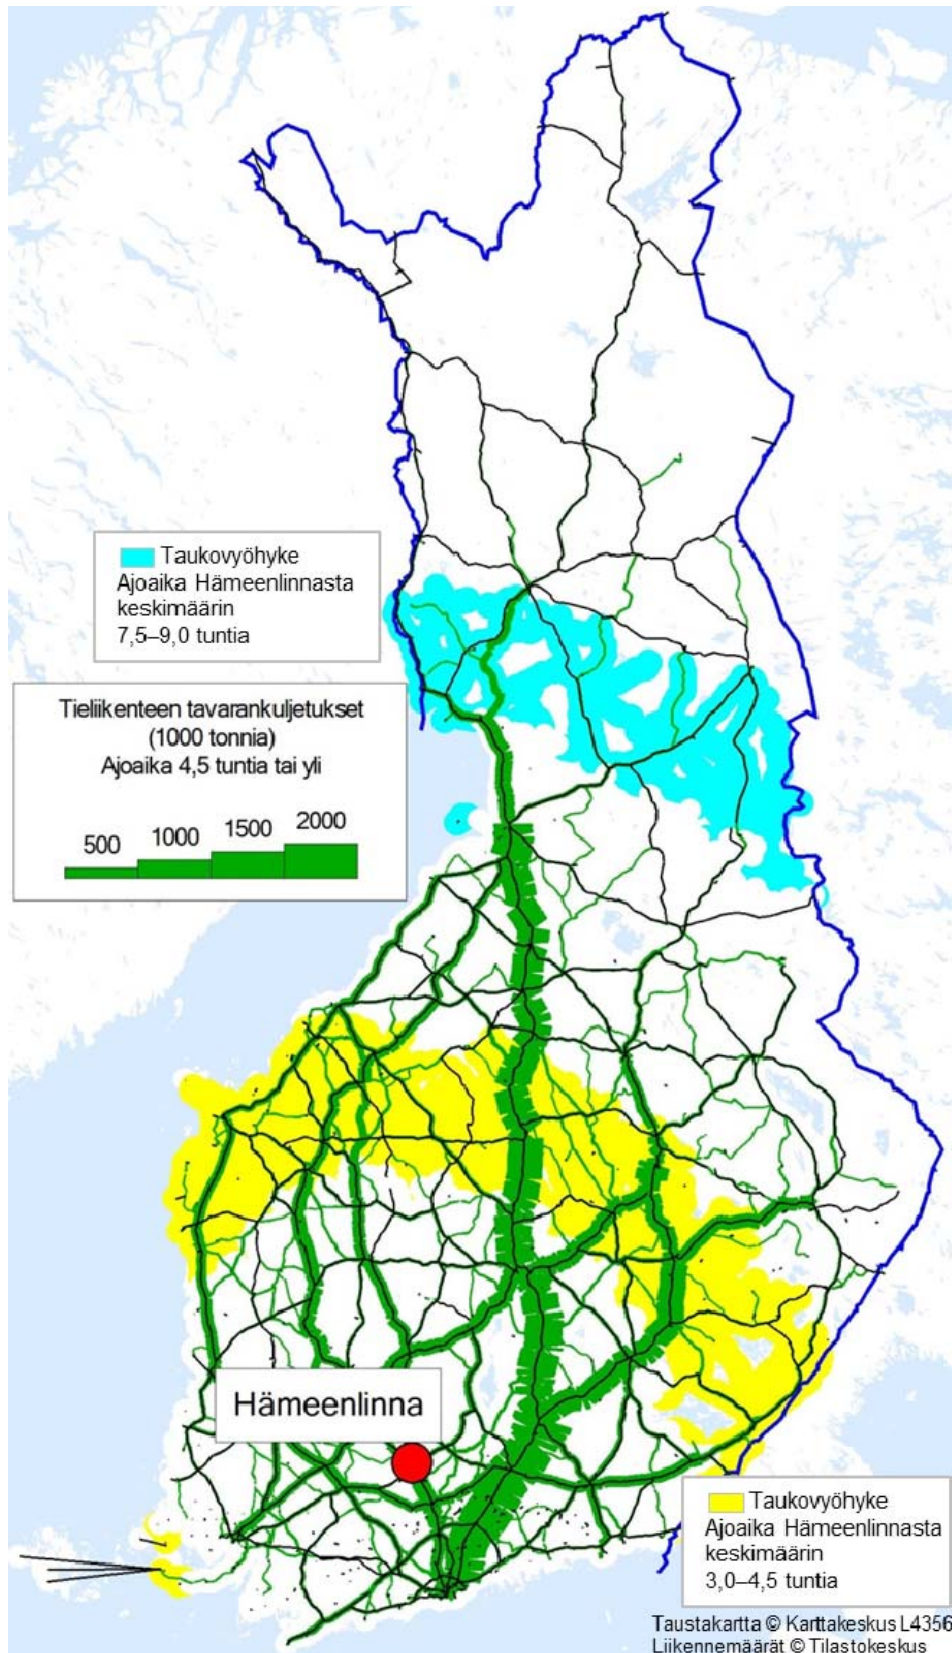 Taukovyöhyke
Ajoaika Hämeenlinnasta
keskimäärin
7,5–9,0 tuntia
Tieliikenteen tavarankuljetukset
(1000 tonnia)
Ajoaika 4,5 tuntia tai yli
500 1000 1500 2000
Hämeenlinna
Taukovyöhyke
Ajoaika Hämeenlinnasta
keskimäärin
3,0–4,5 tuntia
Taustakartta © Karttakeskus L4356
Liikennemäärät © Tilastokeskus